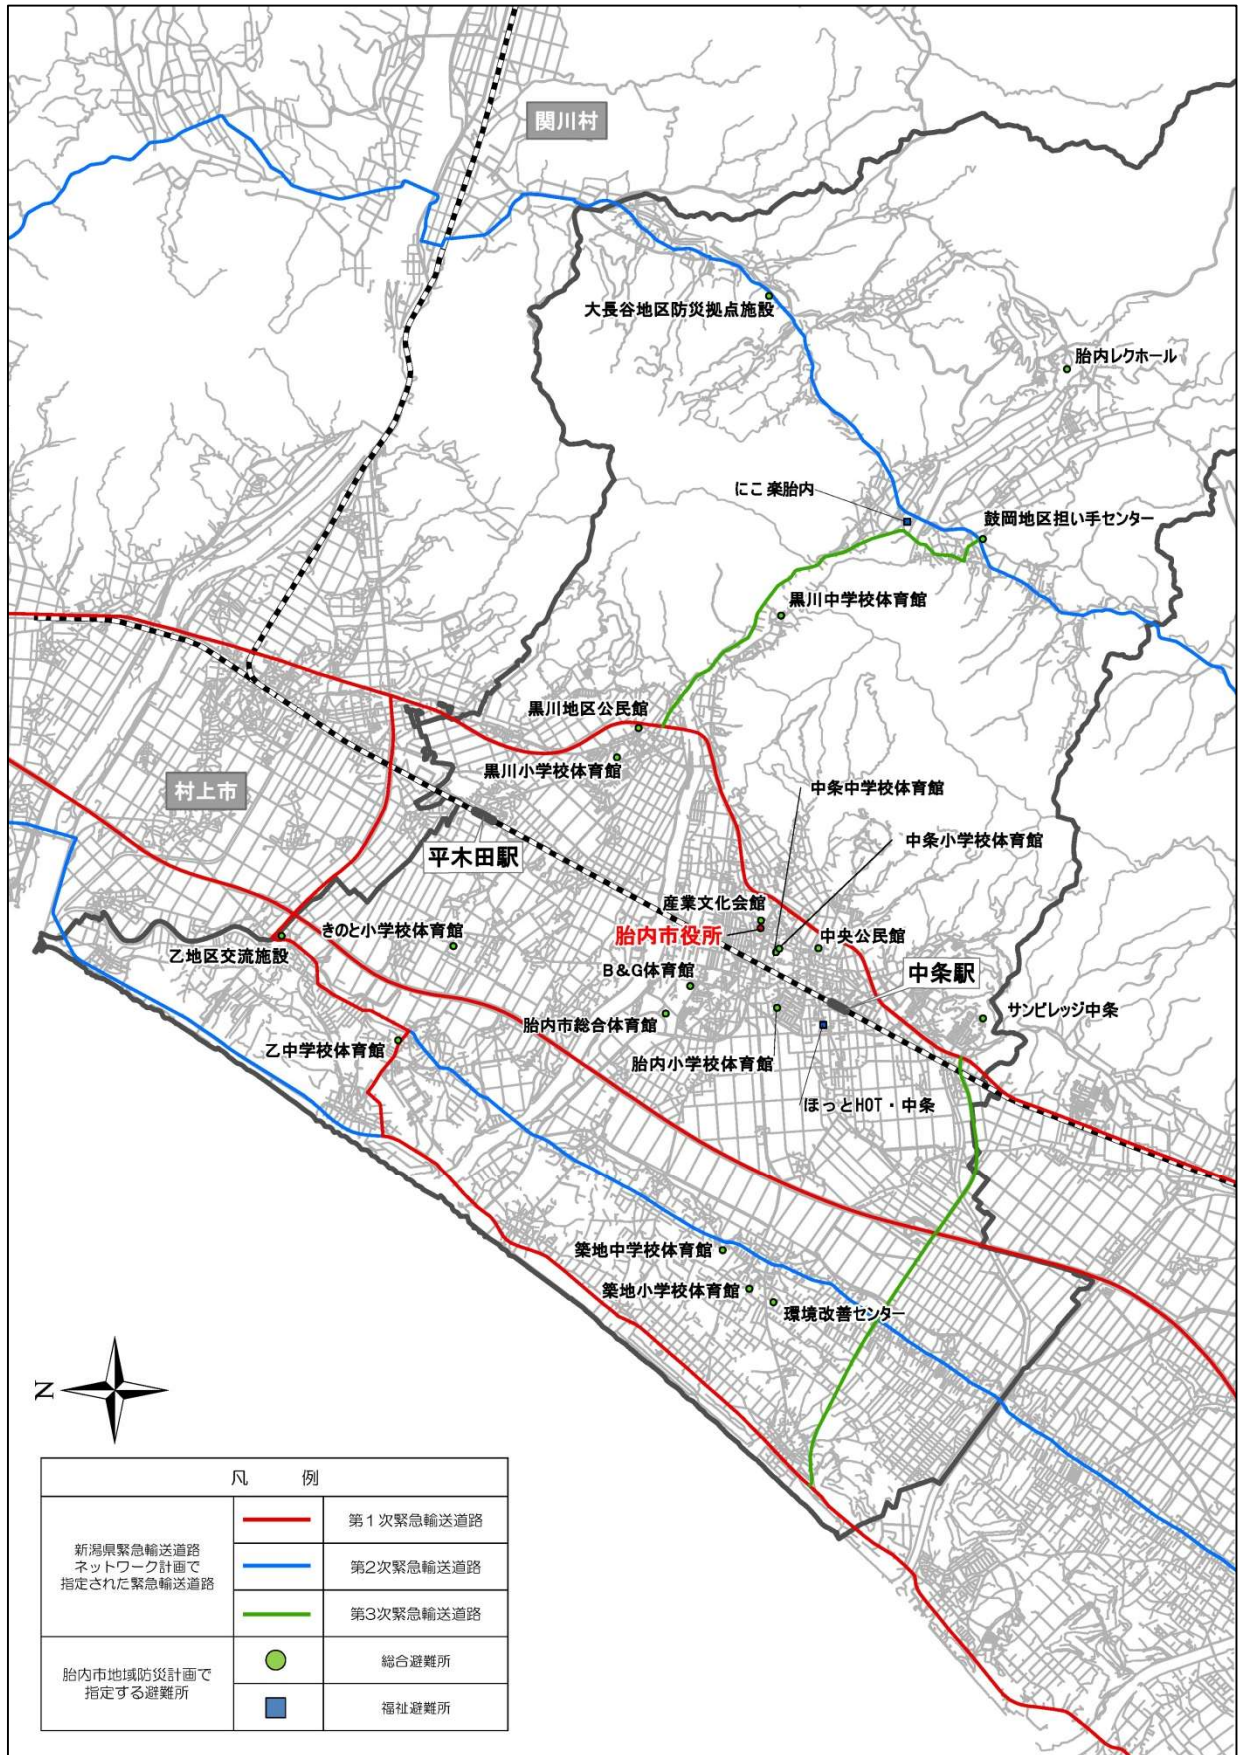 関川村
大長谷地区防災拠点施設
胎内レクホール
にこ楽胎内
鼓岡地区担い手センター
黒川中学校体育館
黒川地区公民館
黒川小学校体育館
村上市
中条中学校体育館
平木田駅
中条小学校体育館
産業文化会館
きのと小学校体育館
胎内市役所
中央公民館
乙地区交流施設
B&G体育館
中条駅
サンビレッジ中条
胎内市総合体育館
乙中学校体育館
胎内小学校体育館
ほっとHOT・中条
築地中学校体育館
築地小学校体育館
環境改善センター
N
凡 例
新潟県緊急輸送道路
ネットワーク計画で
指定された緊急輸送道路
第1次緊急輸送道路
第2次緊急輸送道路
第3次緊急輸送道路
胎内市地域防災計画で
指定する避難所
総合避難所
福祉避難所